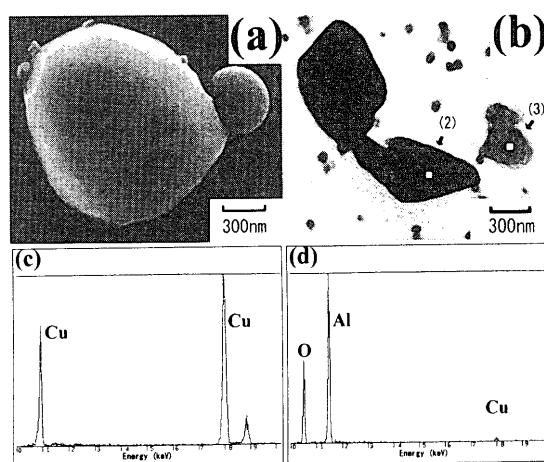 (a)
(b)
(2)
(3)
300nm
300nm
(c)
(d)
Cu
Cu
Al
O
Cu
Energy (keV)
Energy (keV)